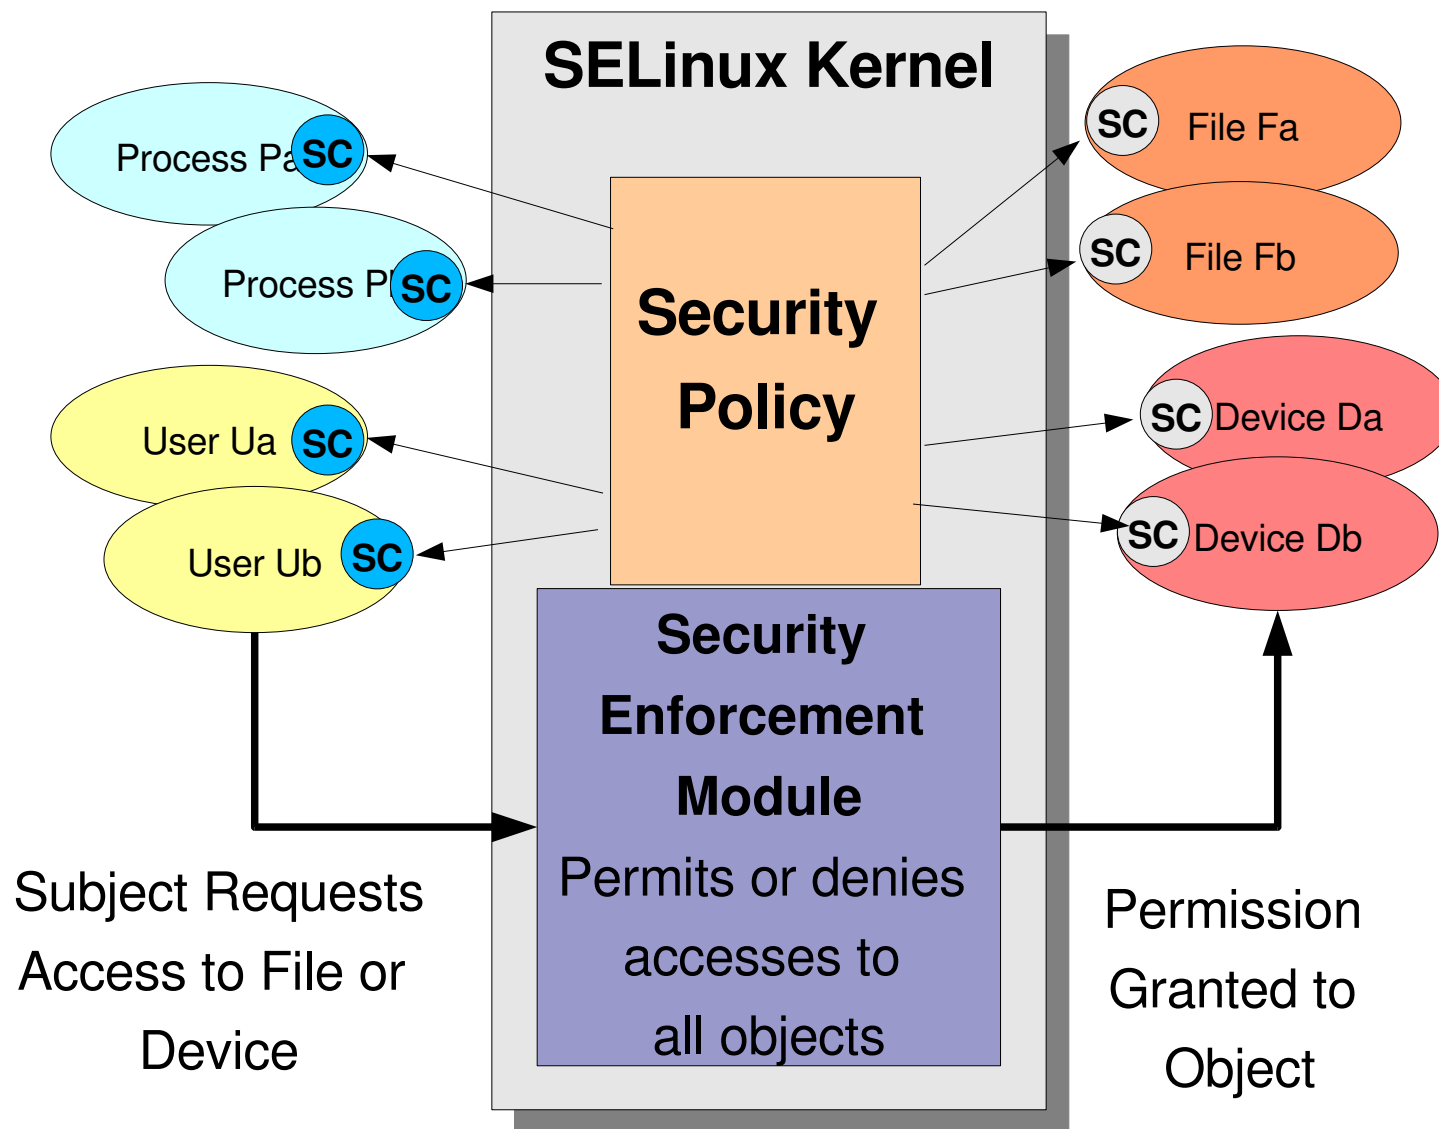 SELinux Kernel
Process Pa
SC
Process P
SC
User Ua
SC
User Ub
SC
Security
Policy
SC
File Fa
SC
File Fb
SC
Device Da
SC
Device Db
Security
Enforcement
Module
Permits or denies
accesses to
all objects
Subject Requests
Access to File or
Device
Permission
Granted to
Object